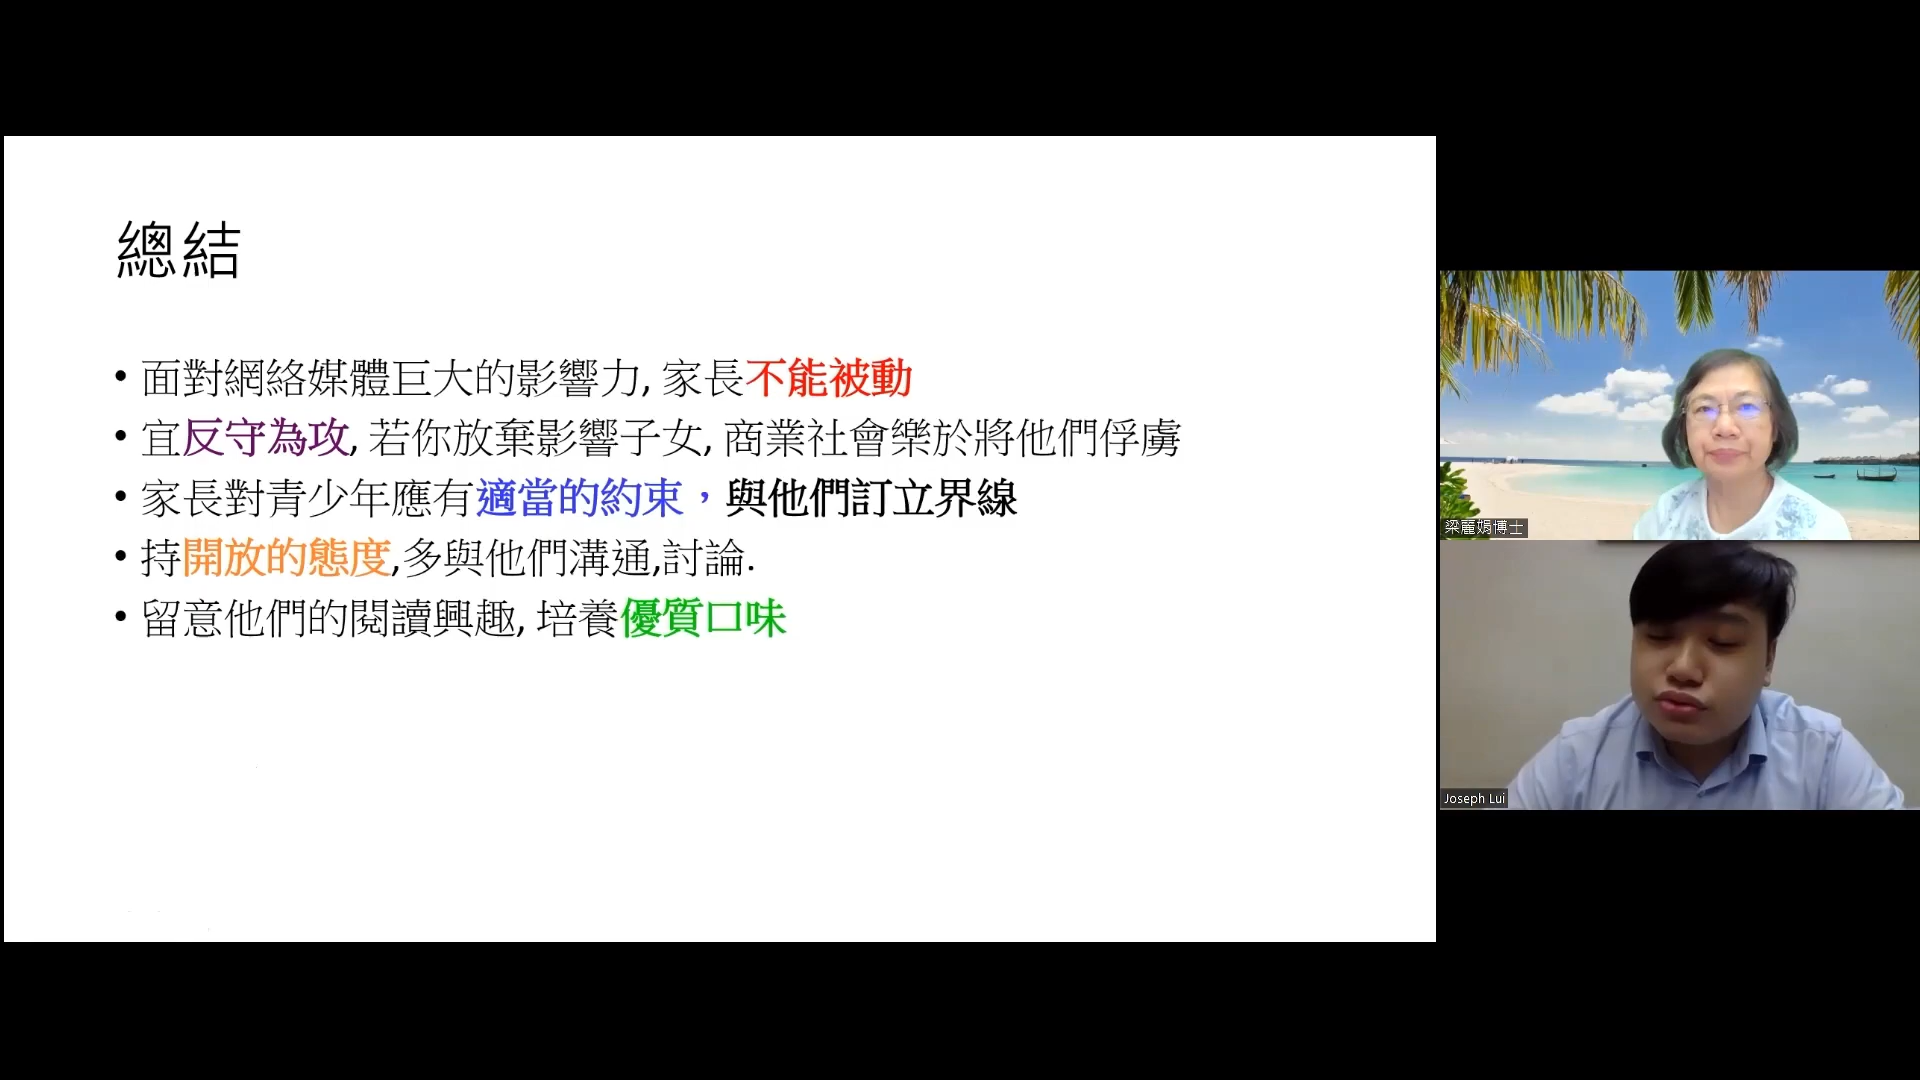 總結
• 面對網絡媒體巨大的影響力, 家長不能被動
• 宜反守為攻, 若你放棄影響子女, 商業社會樂於將他們俘虜
• 家長對青少年應有適當的約束，與他們訂立界線
• 持開放的態度,多與他們溝通,討論.
• 留意他們的閱讀興趣, 培養優質口味
梁麗娟博士
Joseph Lui